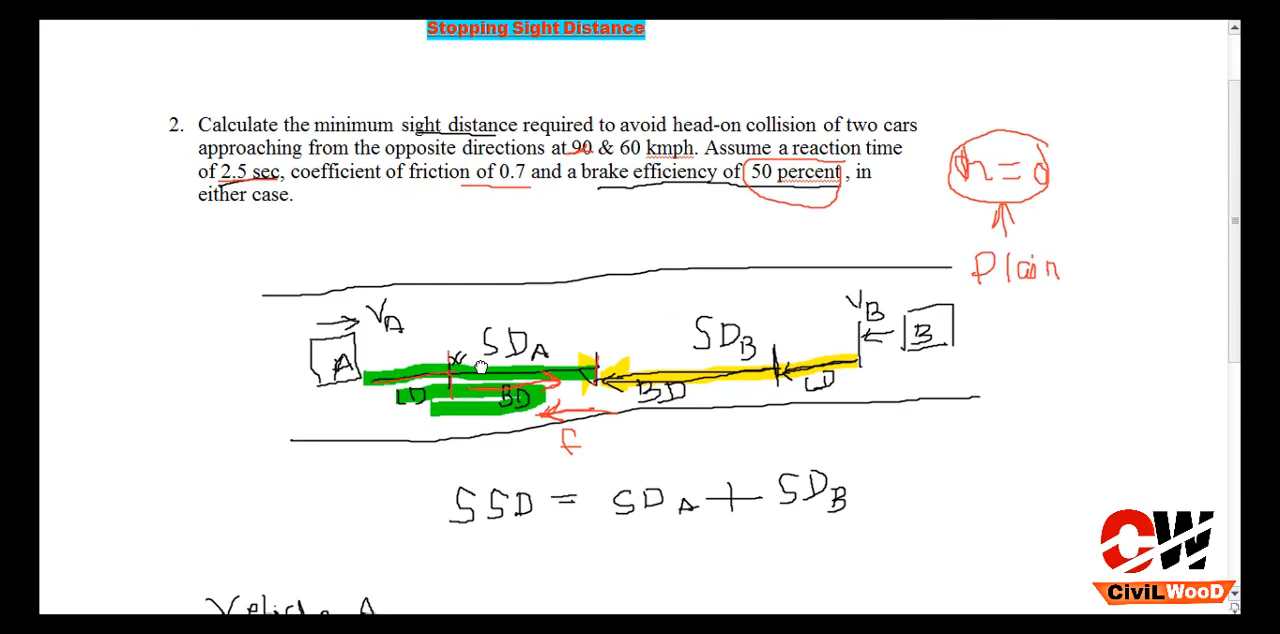 Stopping Sight Distance
2. Calculate the minimum sight distance required to avoid head-on collision of two cars
approaching from the opposite directions at 90 & 60 kmph. Assume a reaction time
of 2.5 sec, coefficient of friction of 0.7 and a brake efficiency of 50 percent, in
either case.
n = 0
Plain
VA
SDA
SDB
VB
A
B
LD
BD
BD
LD
F
SSD = SDA + SDB
Vehicle A
CW
CIVILWOOD